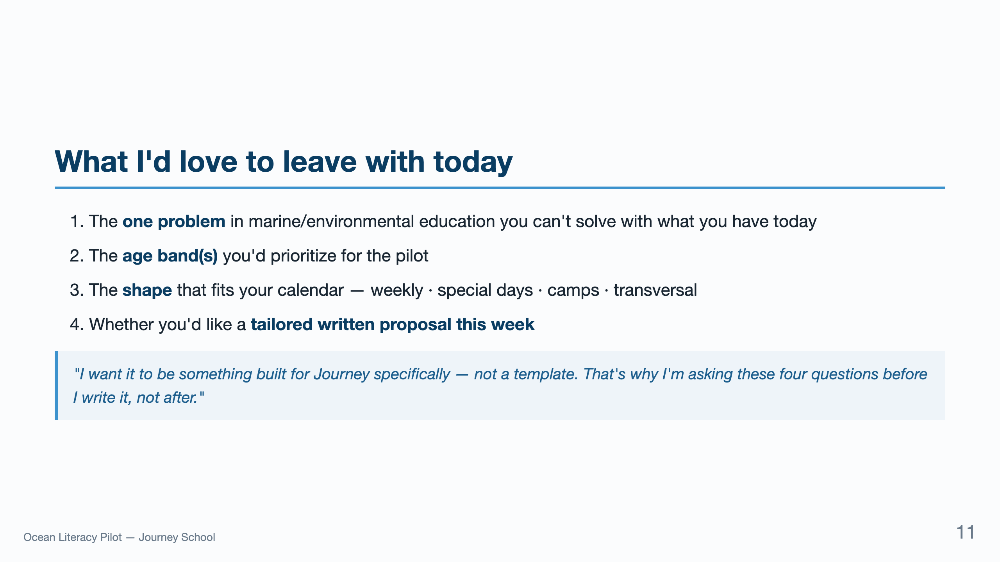 What I'd love to leave with today
1. The one problem in marine/environmental education you can't solve with what you have today
2. The age band(s) you'd prioritize for the pilot
3. The shape that fits your calendar — weekly · special days · camps · transversal
4. Whether you'd like a tailored written proposal this week
"I want it to be something built for Journey specifically — not a template. That's why I'm asking these four questions before
I write it, not after."
Ocean Literacy Pilot — Journey School
11